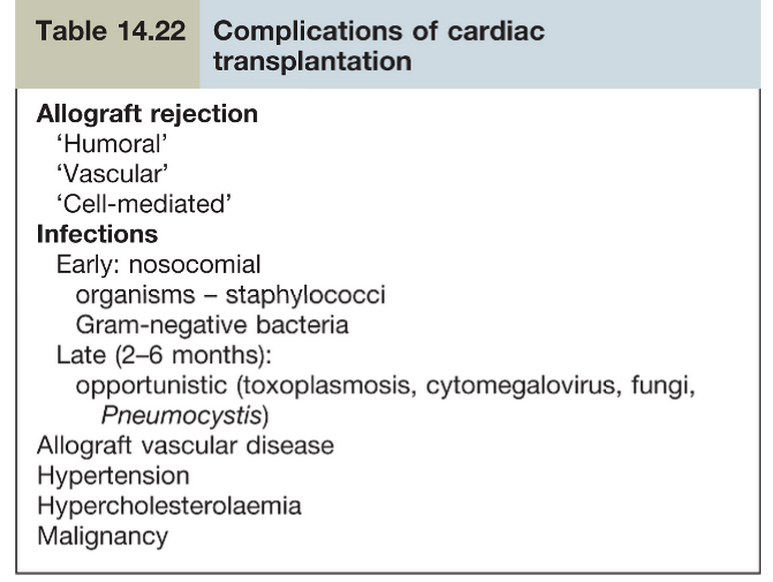 Table 14.22
Complications of cardiac
transplantation
Allograft rejection
‘Humoral’
‘Vascular’
‘Cell-mediated’
Infections
Early: nosocomial
organisms – staphylococci
Gram-negative bacteria
Late (2–6 months):
opportunistic (toxoplasmosis, cytomegalovirus, fungi,
Pneumocystis)
Allograft vascular disease
Hypertension
Hypercholesterolaemia
Malignancy